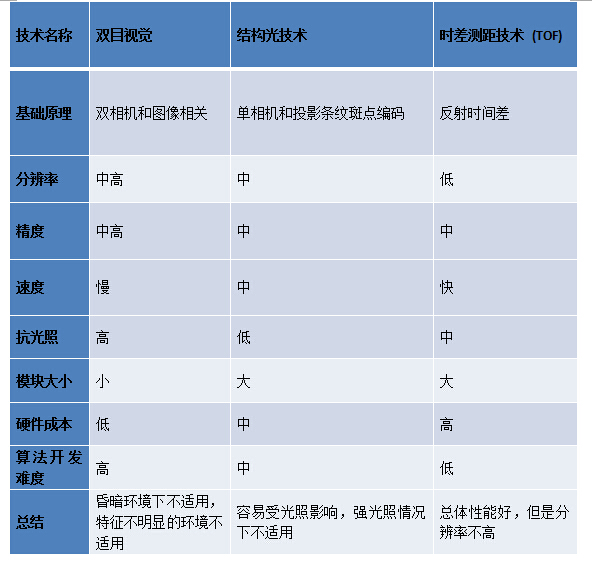 技术名称 双目视觉 结构光技术 时差测距技术 (TOF)
基础原理 双相机和图像相关 单相机和投影条纹斑点编码 反射时间差
分辨率 中高 中 低
精度 中高 中 中
速度 慢 中 快
抗光照 高 低 中
模块大小 小 大 大
硬件成本 低 中 高
算法开发
难度 高 中 低
总结
昏暗环境下不适用，
特征不明显的环境不
适用
容易受光照影响，强光照情况
下不适用
总体性能好，但是分
辨率不高